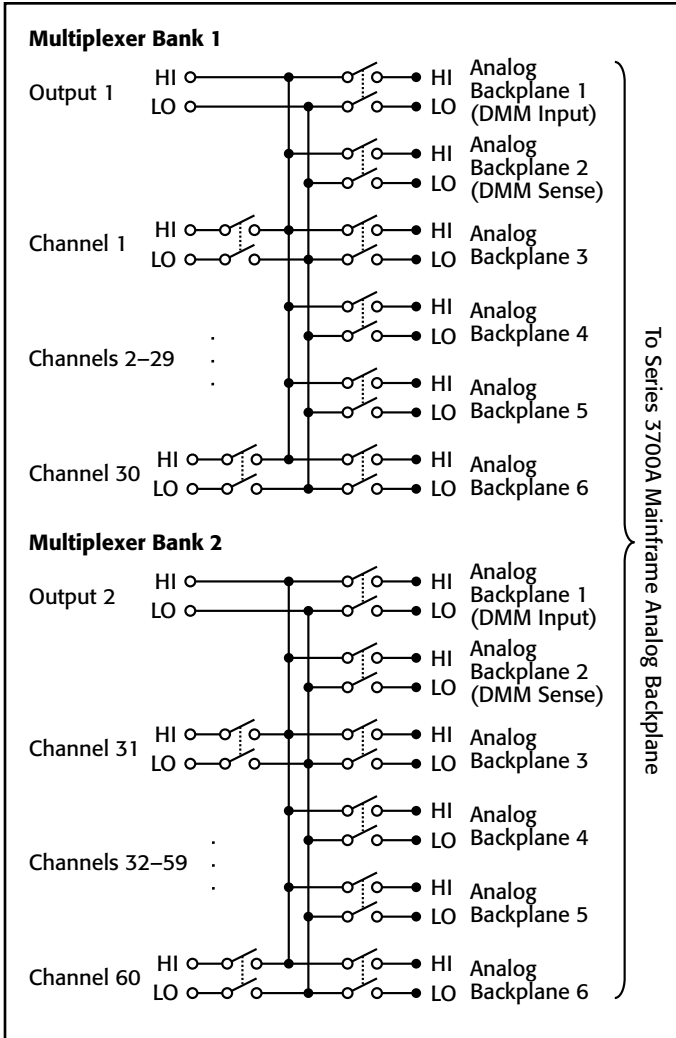 Multiplexer Bank 1
Output 1
HI
LO
HI
LO
Analog
Backplane 1
(DMM Input)
HI
LO
Analog
Backplane 2
(DMM Sense)
Channel 1
HI
LO
HI
LO
Analog
Backplane 3
HI
LO
Analog
Backplane 4
Channels 2–29
HI
LO
Analog
Backplane 5
Channel 30
HI
LO
HI
LO
Analog
Backplane 6
Multiplexer Bank 2
Output 2
HI
LO
HI
LO
Analog
Backplane 1
(DMM Input)
HI
LO
Analog
Backplane 2
(DMM Sense)
Channel 31
HI
LO
HI
LO
Analog
Backplane 3
HI
LO
Analog
Backplane 4
Channels 32–59
HI
LO
Analog
Backplane 5
Channel 60
HI
LO
HI
LO
Analog
Backplane 6
To Series 3700A Mainframe Analog Backplane